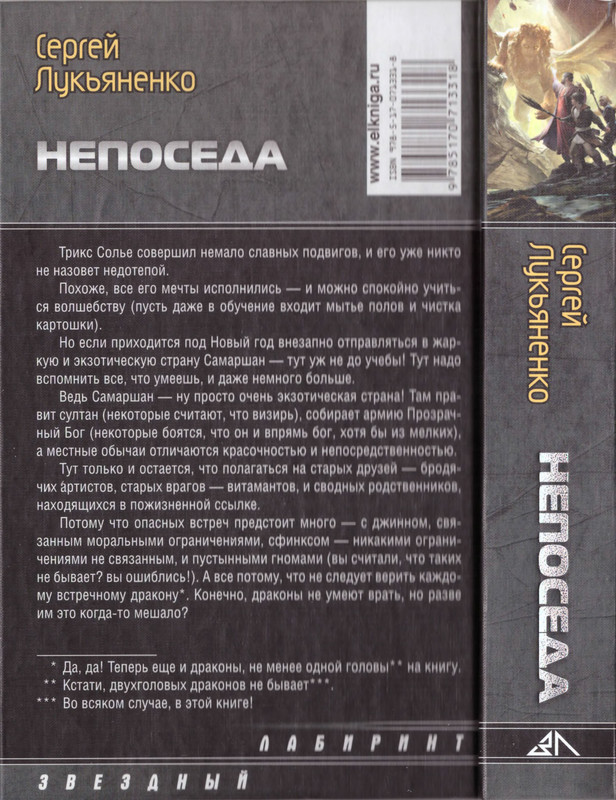 Сергей
Лукьяненко
НЕПОСЕДА
www.elkniga.ru
ISBN 978-5-17-071331-8
9 785170 713318
Трикс Солье совершил немало славных подвигов, и его уже никто
не назовет недотепой.
Похоже, все его мечты исполнились — и можно спокойно учить-
ся волшебству (пусть даже в обучение входит мытье полов и чистка
картошки).
Но если приходится под Новый год внезапно отправляться в жар-
кую и экзотическую страну Самаршан — тут уж не до учебы! Тут надо
вспомнить все, что умеешь, и даже немного больше.
Ведь Самаршан — ну просто очень экзотическая страна! Там пра-
вит султан (некоторые считают, что визирь), собирает армию Прозрач-
ный Бог (некоторые боятся, что он и впрямь бог, хотя бы из мелких),
а местные обычаи отличаются красочностью и непосредственностью.
Тут только и остается, что полагаться на старых друзей — бродя-
чих артистов, старых врагов — витамантов, и сводных родственников,
находящихся в пожизненной ссылке.
Потому что опасных встреч предстоит много — с джинном, свя-
занным моральными ограничениями, сфинксом — никакими ограни-
чениями не связанным, и пустынными гномами (вы считали, что таких
не бывает? вы ошиблись!). А все потому, что не следует верить каждо-
му встречному дракону*. Конечно, драконы не умеют врать, но разве
им это когда-то мешало?
* Да, да! Теперь еще и драконы, не менее одной головы** на книгу.
** Кстати, двухголовых драконов не бывает***.
*** Во всяком случае, в этой книге!
ЛАБИРИНТ
ЗВЕЗДНЫЙ
Сергей
Лукьяненко
НЕПОСЕДА